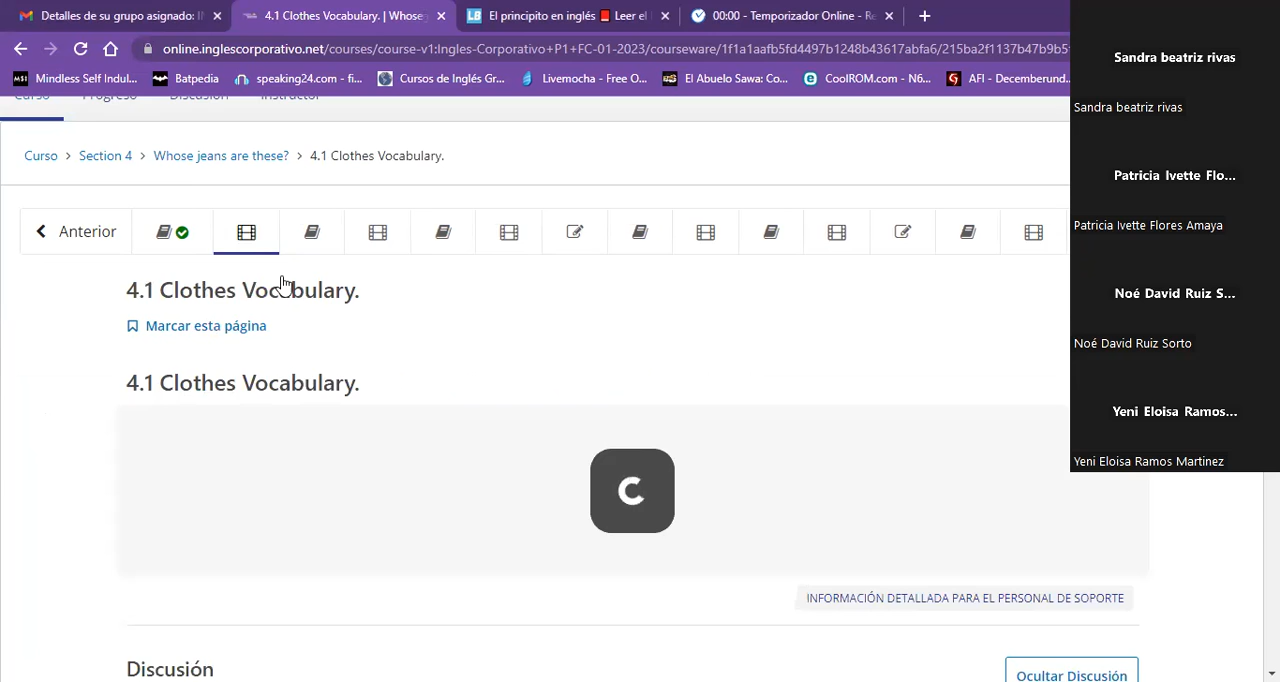 Detalles de su grupo asignado: I
4.1 Clothes Vocabulary. | Whose
El principito en inglés 📕 Leer el l
00:00 - Temporizador Online - Re
online.inglescorporativo.net/courses/course-v1:Ingles-Corporativo+P1+FC-01-2023/courseware/1f1a1aafb5fd4497b1248b43617abfa6/215ba2f1137b47b9b5
Mindless Self Indul...
Batpedia
speaking24.com - fi...
Cursos de Inglés Gr...
Livemocha - Free O...
El Abuelo Sawa: Co...
CoolROM.com - N6...
AFI - Decemberund...
Curso Progreso Discusión Instructor
Curso > Section 4 > Whose jeans are these? > 4.1 Clothes Vocabulary.
Anterior
4.1 Clothes Vocabulary.
Marcar esta página
4.1 Clothes Vocabulary.
C
INFORMACIÓN DETALLADA PARA EL PERSONAL DE SOPORTE
Discusión
Ocultar Discusión
Sandra beatriz rivas
Sandra beatriz rivas
Patricia Ivette Flo...
Patricia Ivette Flores Amaya
Noé David Ruiz S...
Noé David Ruiz Sorto
Yeni Eloisa Ramos...
Yeni Eloisa Ramos Martinez